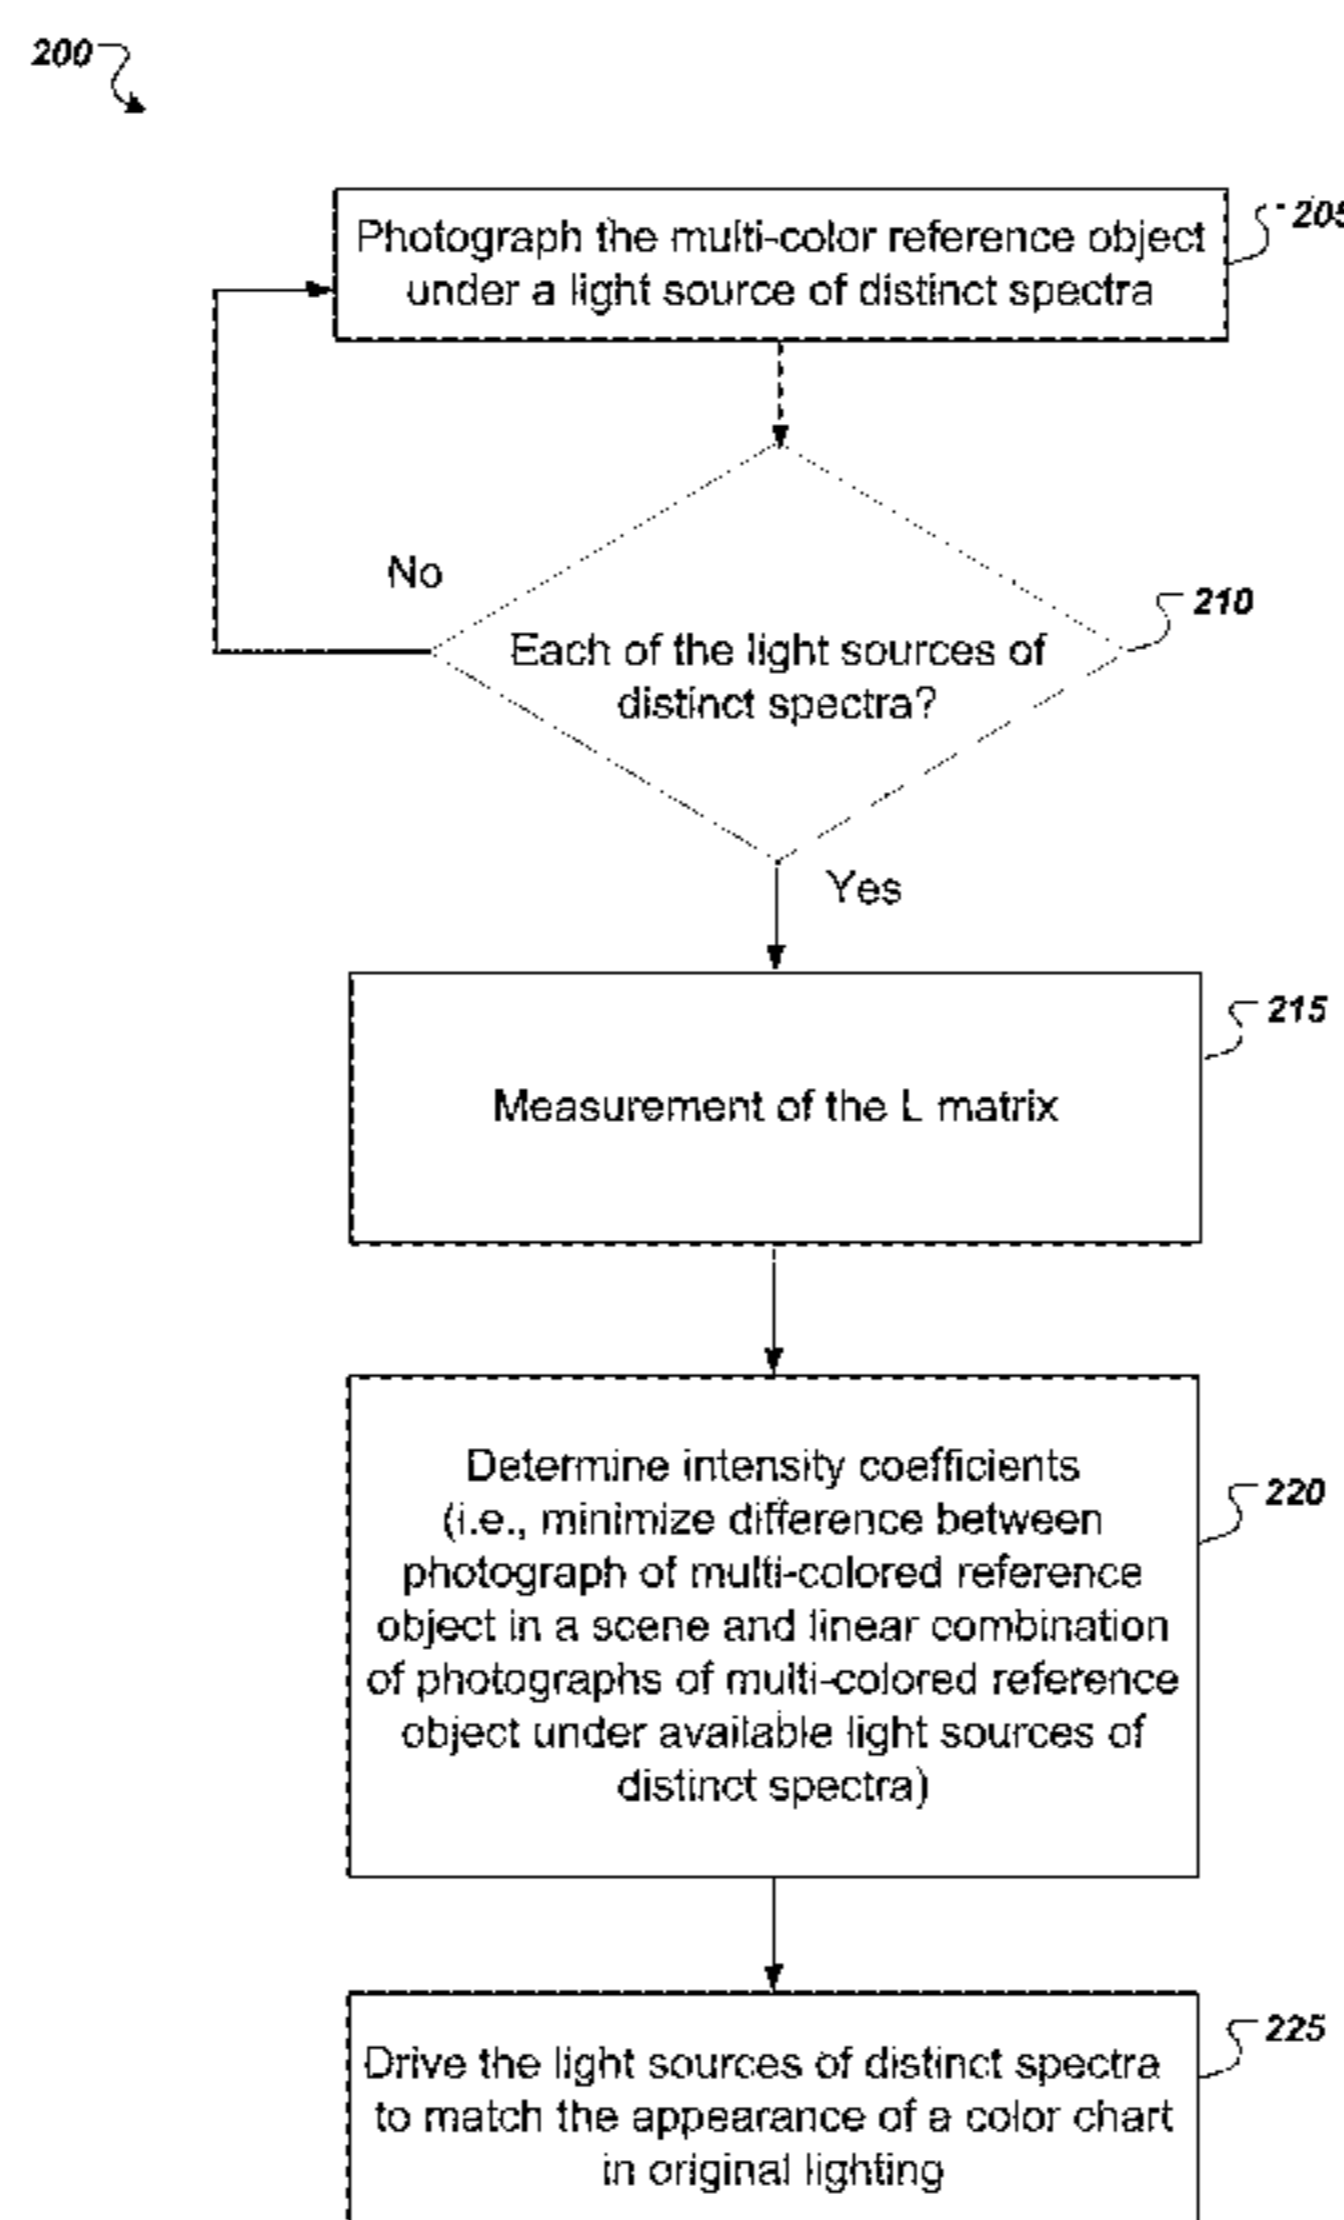 200
Photograph the multi-color reference object
under a light source of distinct spectra
205
No
210
Each of the light sources of
distinct spectra?
Yes
215
Measurement of the L matrix
Determine intensity coefficients
(i.e., minimize difference between
220
photograph of multi-colored reference
object in a scene and linear combination
of photographs of multi-colored reference
object under available light sources of
distinct spectra)
225
Drive the light sources of distinct spectra
to match the appearance of a color chart
in original lighting